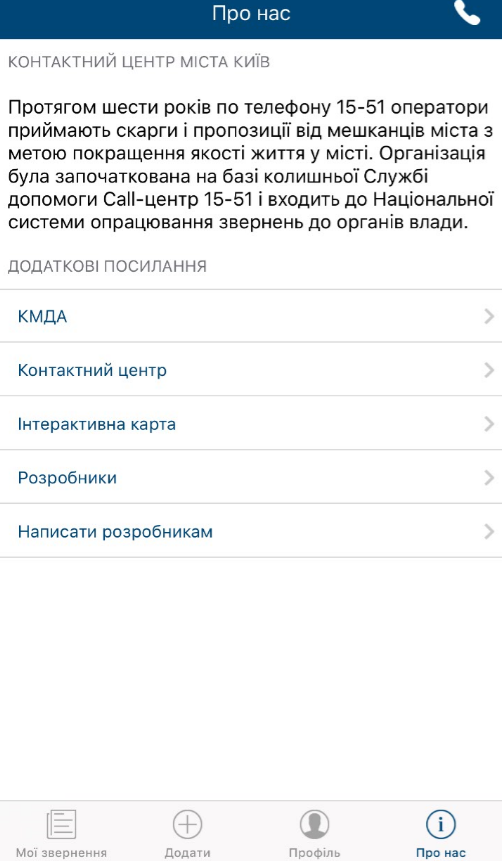 Про нас
КОНТАКТНИЙ ЦЕНТР МІСТА КИЇВ
Протягом шести років по телефону 15-51 оператори
приймають скарги і пропозиції від мешканців міста з
метою покращення якості життя у місті. Організація
була започаткована на базі колишньої Службі
допомоги Call-центр 15-51 і входить до Національної
системи опрацювання звернень до органів влади.
ДОДАТКОВІ ПОСИЛАННЯ
КМДА
Контактний центр
Інтерактивна карта
Розробники
Написати розробникам
Мої звернення
Додати
Профіль
Про нас